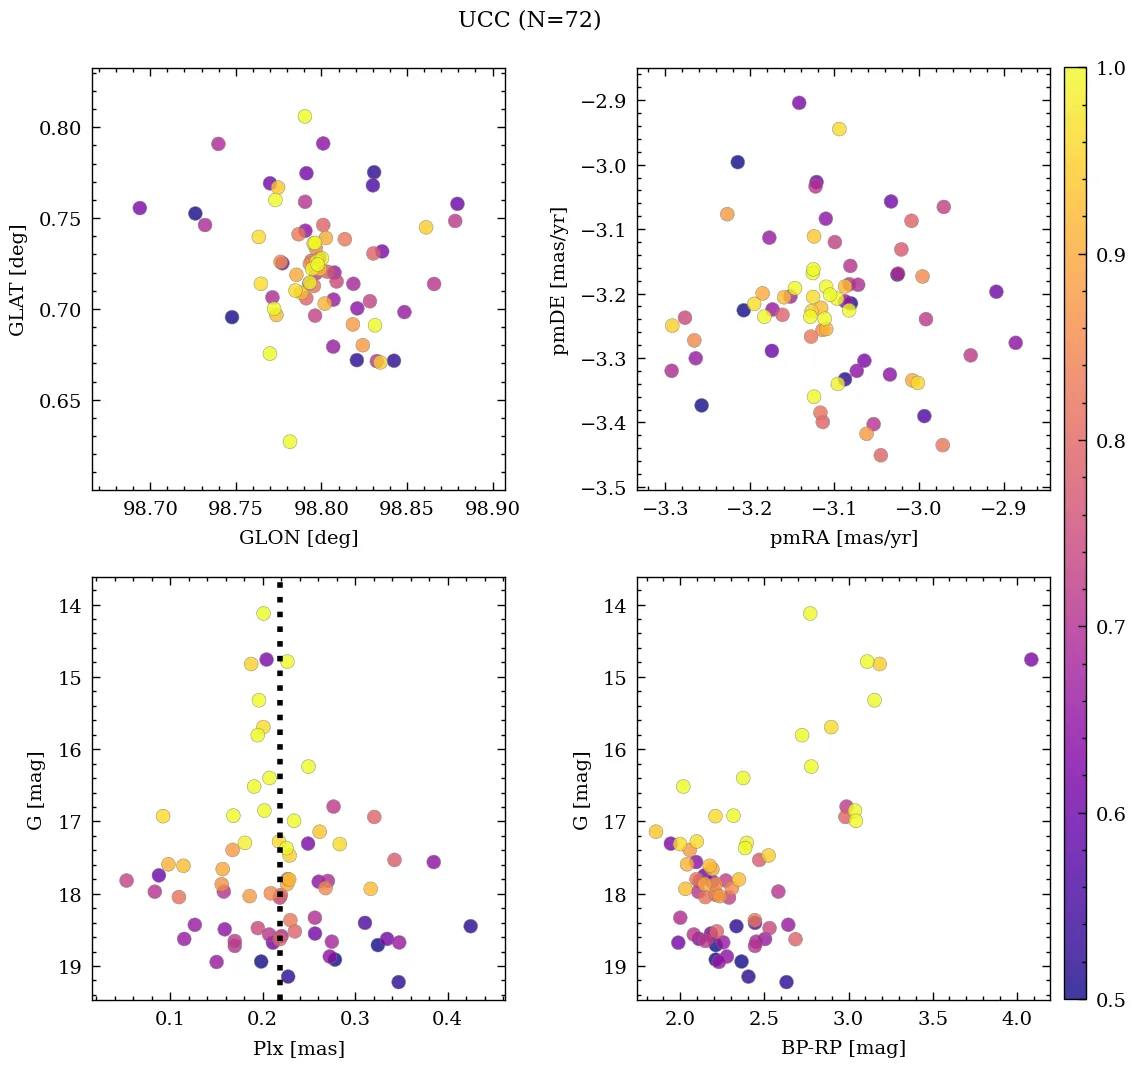 UCC (N=72)
0.80
0.75
0.70
0.65
GLAT [deg]
98.70 98.75 98.80 98.85 98.90
GLON [deg]
−2.9
−3.0
−3.1
−3.2
−3.3
−3.4
−3.5
pmDE [mas/yr]
−3.3 −3.2 −3.1 −3.0 −2.9
pmRA [mas/yr]
1.0
0.9
0.8
0.7
0.6
0.5
14
15
16
17
18
19
G [mag]
0.1 0.2 0.3 0.4
Plx [mas]
14
15
16
17
18
19
G [mag]
2.0 2.5 3.0 3.5 4.0
BP-RP [mag]